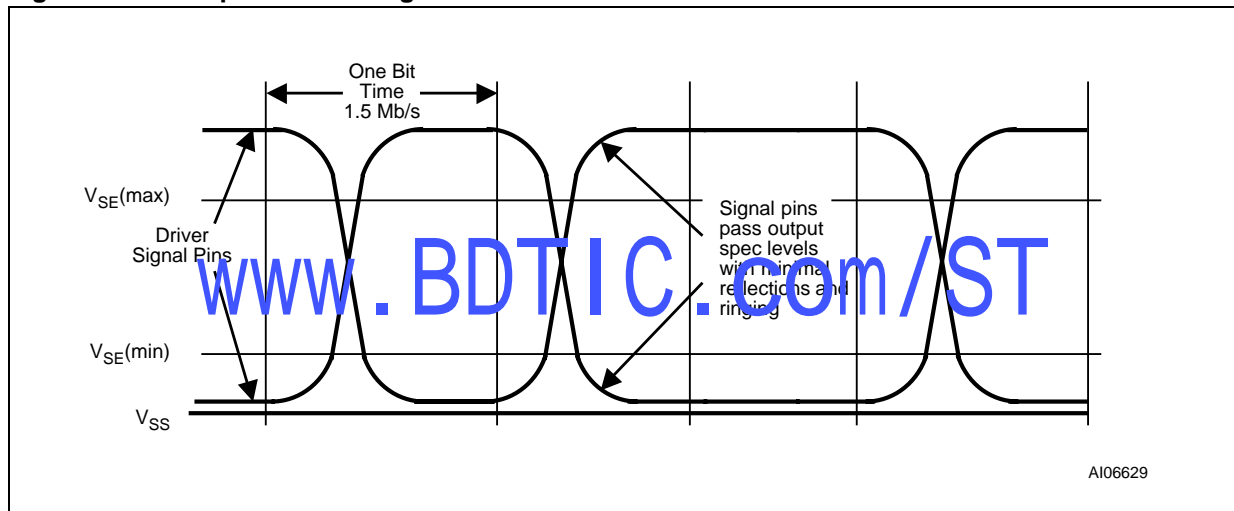 One Bit
Time
1.5 Mb/s
VSE(max)
Driver
Signal Pins
Signal pins
pass output
spec levels
with minimal
reflections and
ringing
www.BDTIC.com/ST
VSE(min)
VSS
AI06629